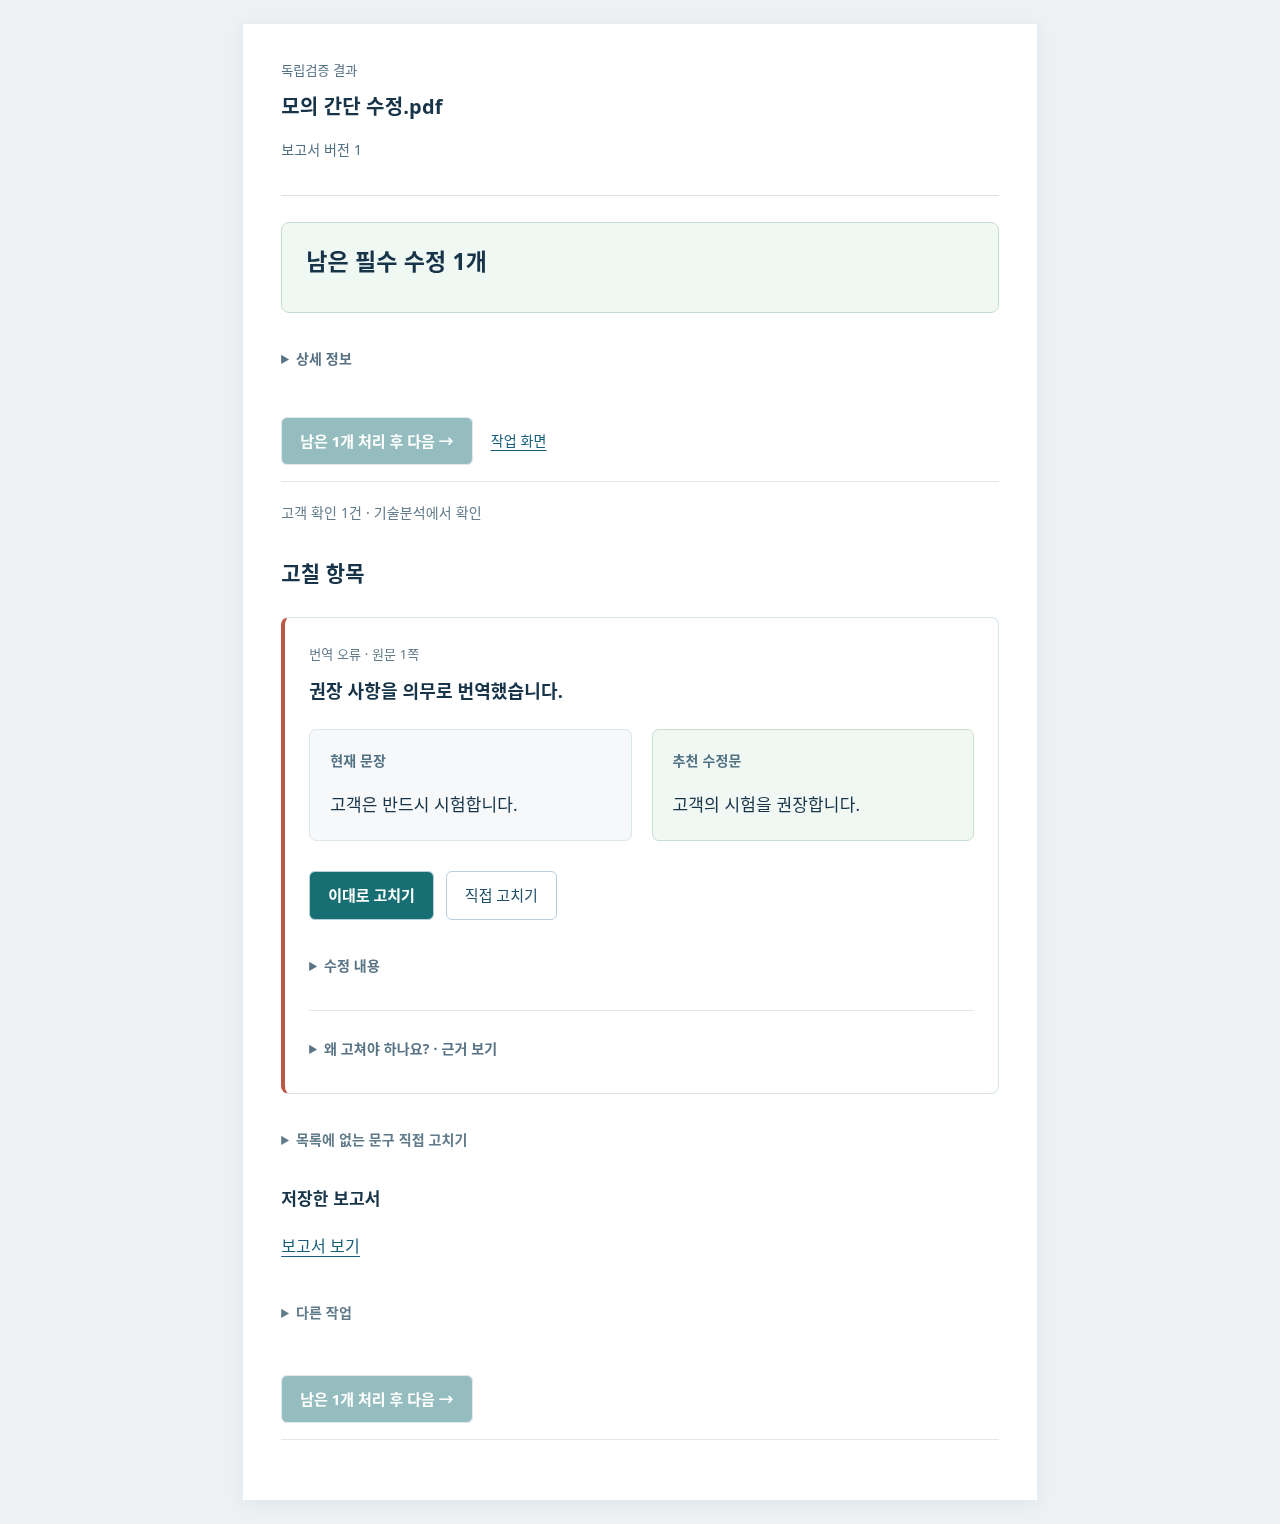 독립검증 결과
모의 간단 수정.pdf
보고서 버전 1
남은 필수 수정 1개
▶ 상세 정보
남은 1개 처리 후 다음 → 작업 화면
고객 확인 1건 · 기술분석에서 확인
고칠 항목
번역 오류 · 원문 1쪽
권장 사항을 의무로 번역했습니다.
현재 문장
고객은 반드시 시험합니다.
추천 수정문
고객의 시험을 권장합니다.
이대로 고치기 직접 고치기
▶ 수정 내용
▶ 왜 고쳐야 하나요? · 근거 보기
▶ 목록에 없는 문구 직접 고치기
저장한 보고서
보고서 보기
▶ 다른 작업
남은 1개 처리 후 다음 →